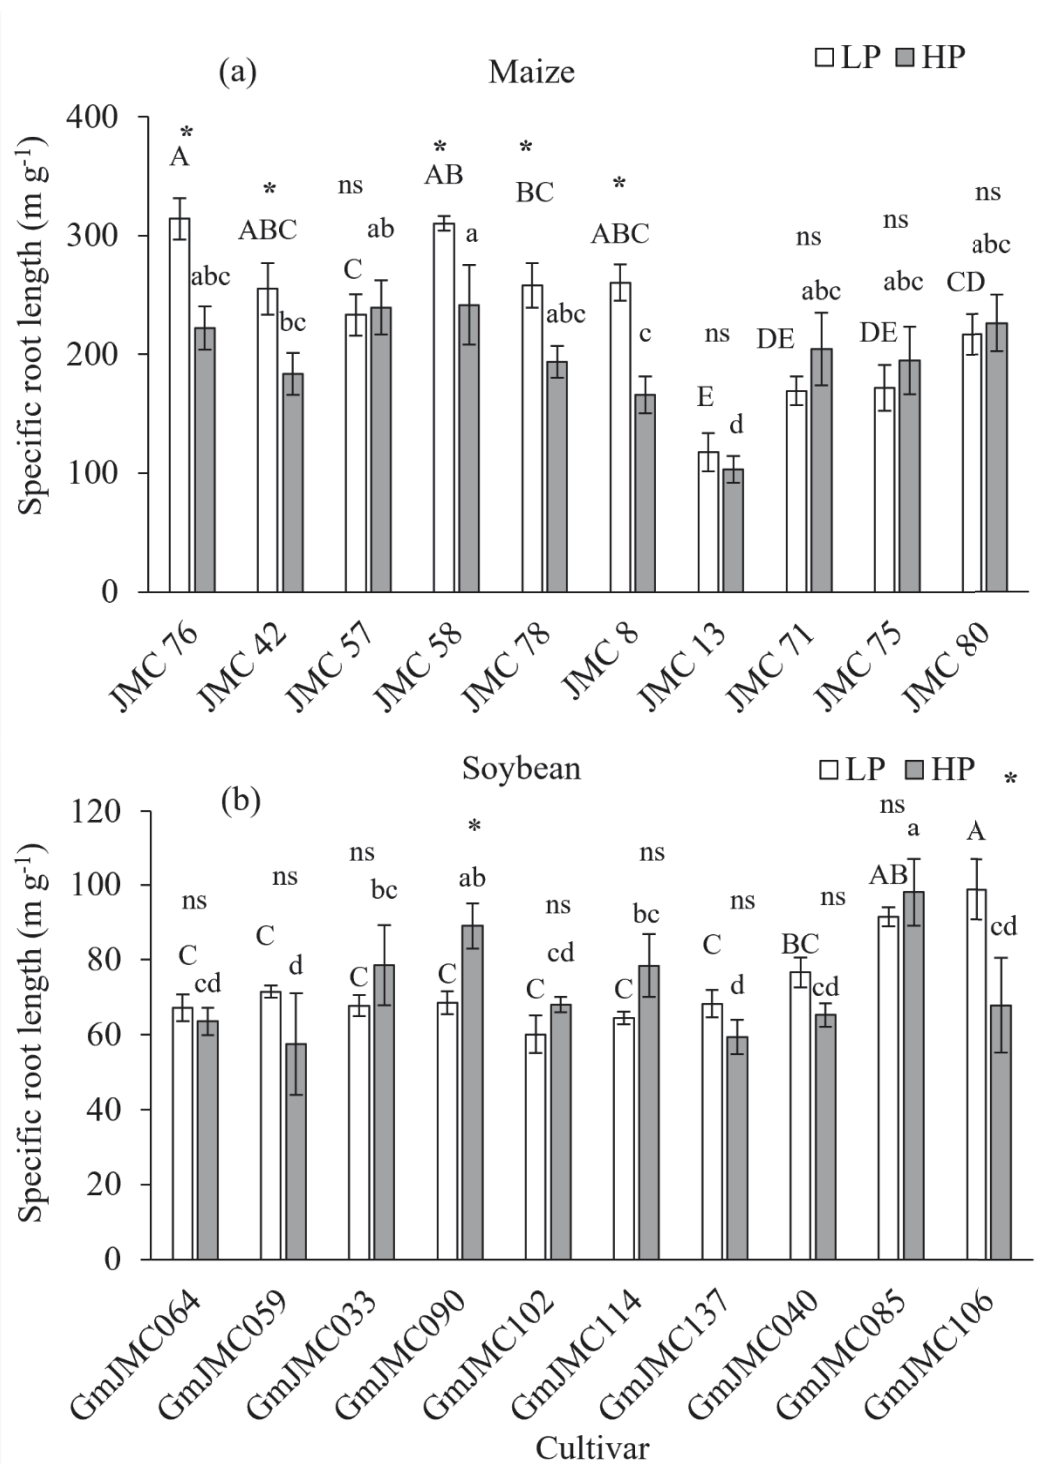 (a) Maize LP HP
Specific root length (m g⁻¹)
400
300
200
100
0
* * ns * * * ns ns ns ns
A ABC C AB BC ABC E DE DE CD
abc bc ab a abc c d abc abc abc
JMC 76 JMC 42 JMC 57 JMC 58 JMC 78 JMC 8 JMC 13 JMC 71 JMC 75 JMC 80
(b) Soybean LP HP
Specific root length (m g⁻¹)
120
100
80
60
40
20
0
ns ns ns * ns ns ns ns ns *
C C C C C C C BC AB A
cd d bc ab cd bc d cd a cd
GmJMC064 GmJMC059 GmJMC033 GmJMC090 GmJMC102 GmJMC114 GmJMC137 GmJMC040 GmJMC085 GmJMC106
Cultivar